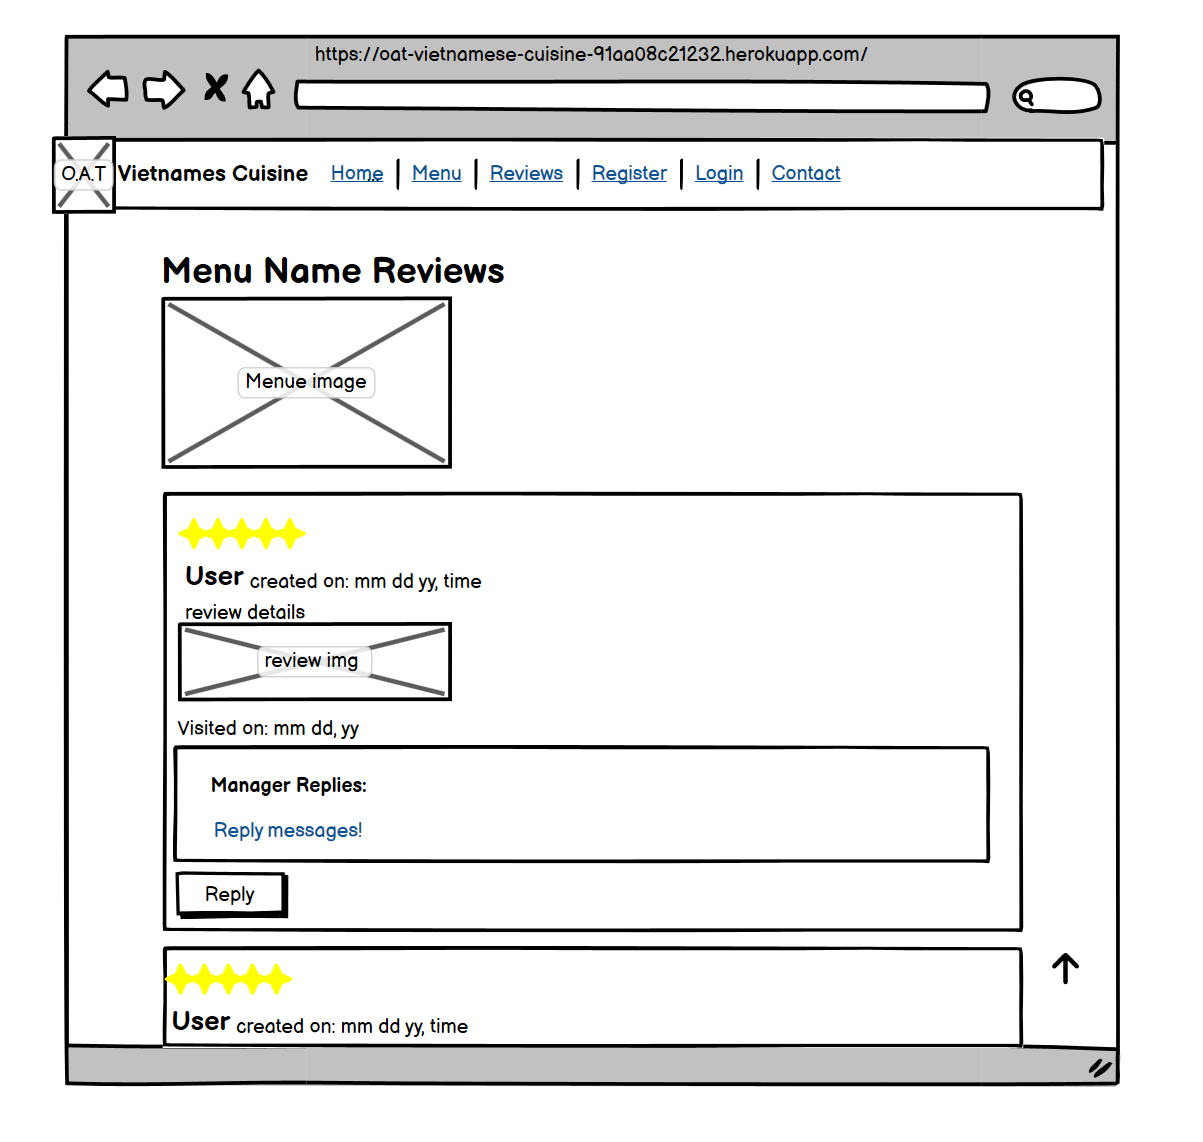 https://oat-vietnamese-cuisine-91aa08c21232.herokuapp.com/
O.A.T Vietnames Cuisine Home Menu Reviews Register Login Contact
Menu Name Reviews
Menue image
User created on: mm dd yy, time
review details
review img
Visited on: mm dd, yy
Manager Replies:
Reply messages!
Reply
User created on: mm dd yy, time